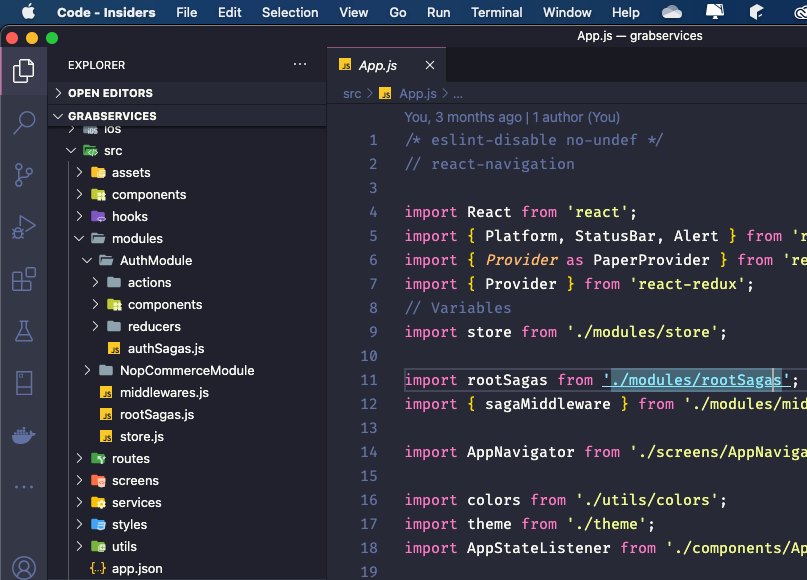 Code - Insiders File Edit Selection View Go Run Terminal Window Help
App.js — grabservices
EXPLORER
OPEN EDITORS
GRABSERVICES
ios
src
assets
components
hooks
modules
AuthModule
actions
components
reducers
JS authSagas.js
NopCommerceModule
JS middlewares.js
JS rootSagas.js
JS store.js
routes
screens
services
styles
utils
{..} app.json
JS App.js
src > JS App.js > ...
You, 3 months ago | 1 author (You)
1 /* eslint-disable no-undef */
2 // react-navigation
3
4 import React from 'react';
5 import { Platform, StatusBar, Alert } from 'r
6 import { Provider as PaperProvider } from 're
7 import { Provider } from 'react-redux';
8 // Variables
9 import store from './modules/store';
10
11 import rootSagas from './modules/rootSagas';
12 import { sagaMiddleware } from './modules/mid
13
14 import AppNavigator from './screens/AppNaviga
15
16 import colors from './utils/colors';
17 import theme from './theme';
18 import AppStateListener from './components/Ap
19